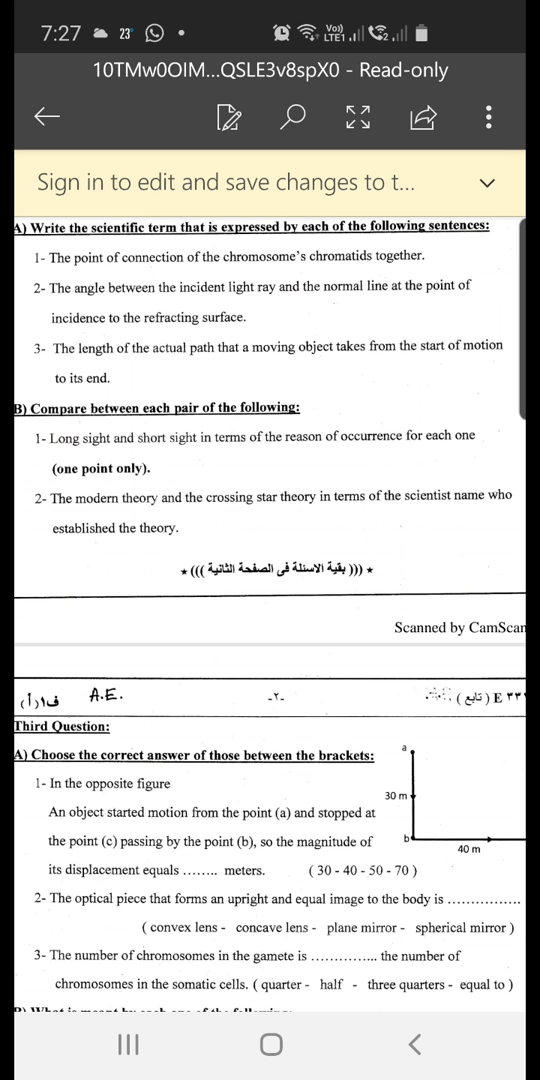 7:27 23° Vo)) LTE1 2
10TMw0OIM...QSLE3v8spX0 - Read-only
Sign in to edit and save changes to t...
A) Write the scientific term that is expressed by each of the following sentences:
1- The point of connection of the chromosome's chromatids together.
2- The angle between the incident light ray and the normal line at the point of
incidence to the refracting surface.
3- The length of the actual path that a moving object takes from the start of motion
to its end.
B) Compare between each pair of the following:
1- Long sight and short sight in terms of the reason of occurrence for each one
(one point only).
2- The modern theory and the crossing star theory in terms of the scientist name who
established the theory.
* ((( بقية الاسئلة فى الصفحة الثانية ))) *
Scanned by CamScan
A.E. -٢- ( تابع ) E ٣٣
Third Question:
A) Choose the correct answer of those between the brackets:
a
1- In the opposite figure
30 m
An object started motion from the point (a) and stopped at
the point (c) passing by the point (b), so the magnitude of
b
40 m
its displacement equals ........ meters. ( 30 - 40 - 50 - 70 )
2- The optical piece that forms an upright and equal image to the body is ................
( convex lens - concave lens - plane mirror - spherical mirror )
3- The number of chromosomes in the gamete is .............. the number of
chromosomes in the somatic cells. ( quarter - half - three quarters - equal to )